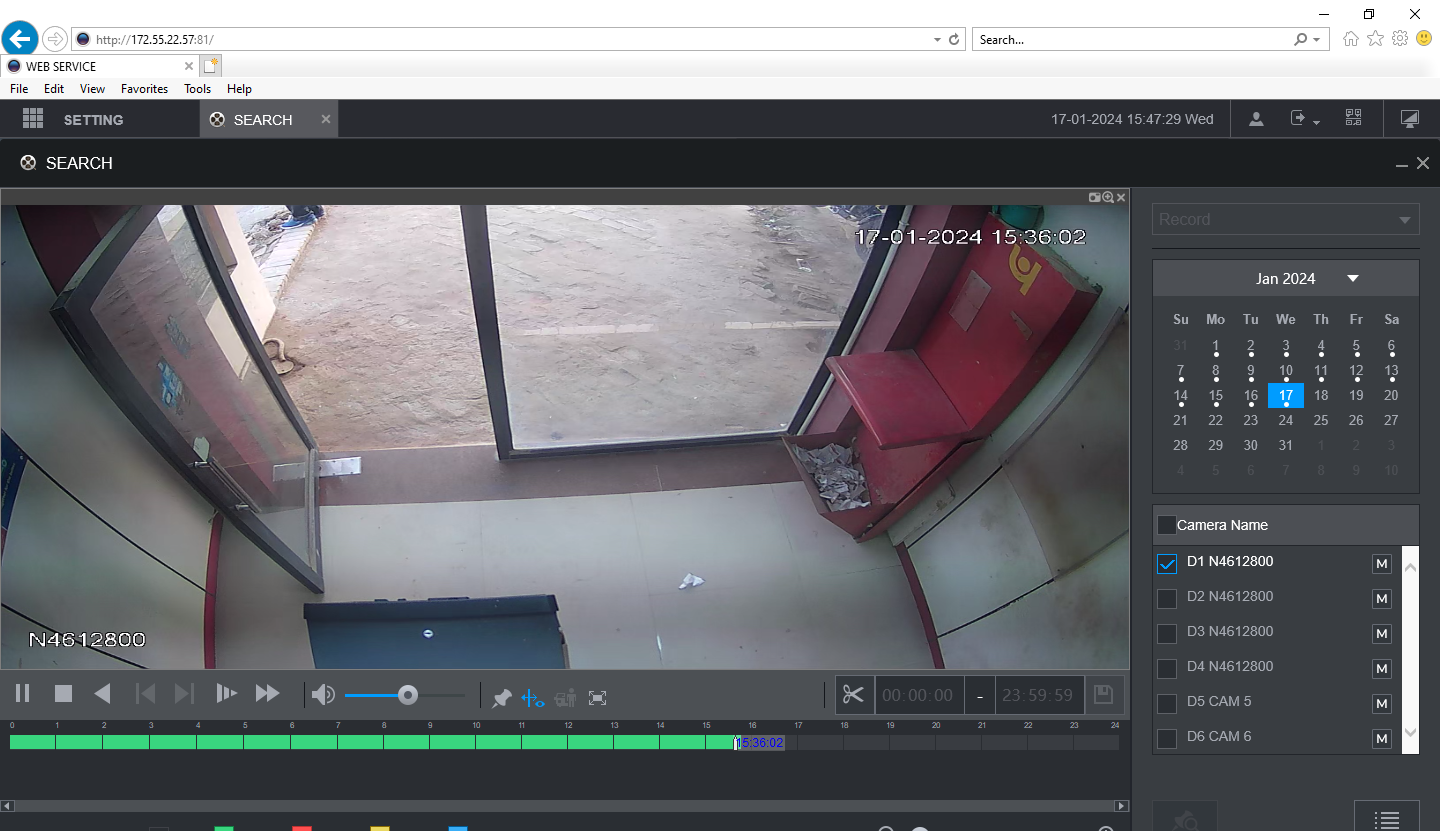 http://172.55.22.57:81/
Search...
WEB SERVICE
File Edit View Favorites Tools Help
SETTING
SEARCH
17-01-2024 15:47:29 Wed
SEARCH
17-01-2024 15:36:02
N4612800
Record
Jan 2024
Su Mo Tu We Th Fr Sa
31 1 2 3 4 5 6
7 8 9 10 11 12 13
14 15 16 17 18 19 20
21 22 23 24 25 26 27
28 29 30 31 1 2 3
4 5 6 7 8 9 10
Camera Name
D1 N4612800 M
D2 N4612800 M
D3 N4612800 M
D4 N4612800 M
D5 CAM 5 M
D6 CAM 6 M
00:00:00 - 23:59:59
0 1 2 3 4 5 6 7 8 9 10 11 12 13 14 15 16 17 18 19 20 21 22 23 24
15:36:02